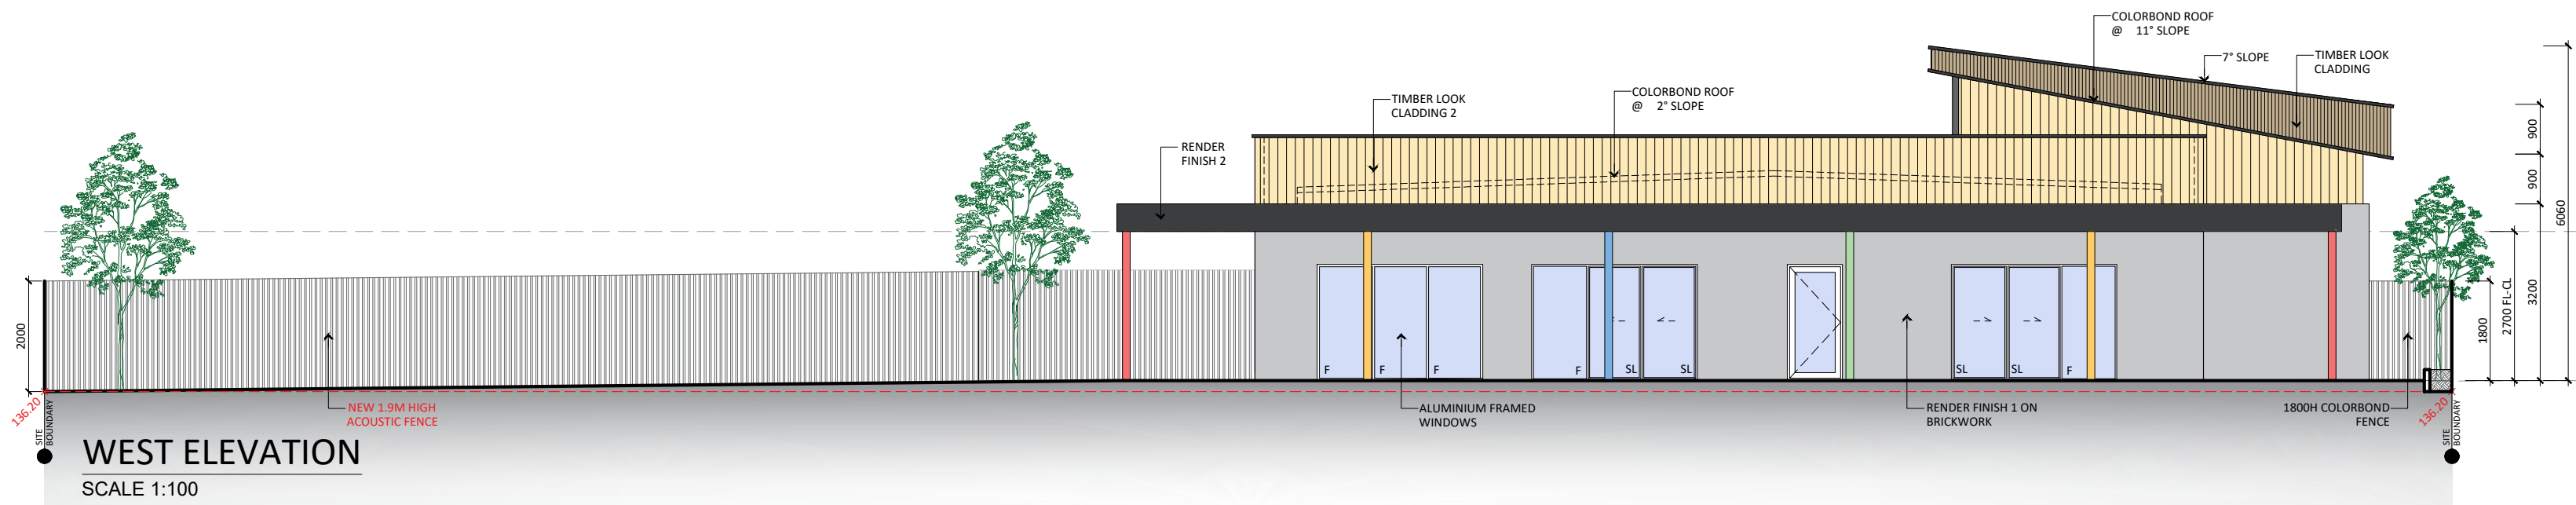 COLORBOND ROOF
@ 11° SLOPE
7° SLOPE
TIMBER LOOK
CLADDING
TIMBER LOOK
CLADDING 2
COLORBOND ROOF
@ 2° SLOPE
RENDER
FINISH 2
900
900
6060
3200
2700 FL-CL
1800
2000
F
F
F
F
SL
SL
SL
SL
F
136.20
SITE
BOUNDARY
NEW 1.9M HIGH
ACOUSTIC FENCE
ALUMINIUM FRAMED
WINDOWS
RENDER FINISH 1 ON
BRICKWORK
1800H COLORBOND
FENCE
136.20
SITE
BOUNDARY
WEST ELEVATION
SCALE 1:100